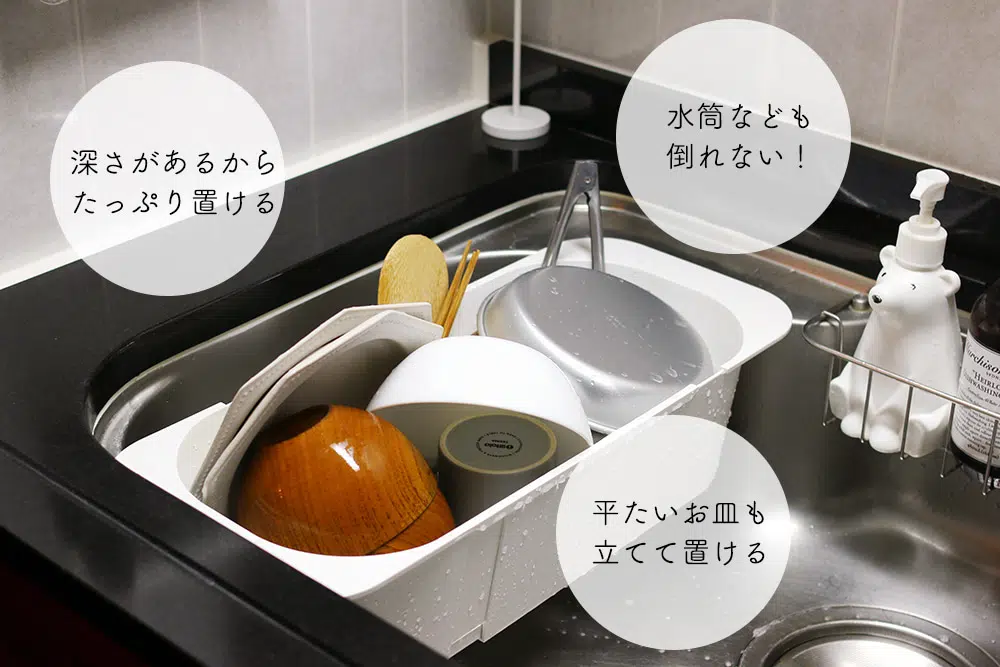 深さがあるから
たっぷり置ける
水筒なども
倒れない！
平たいお皿も
立てて置ける